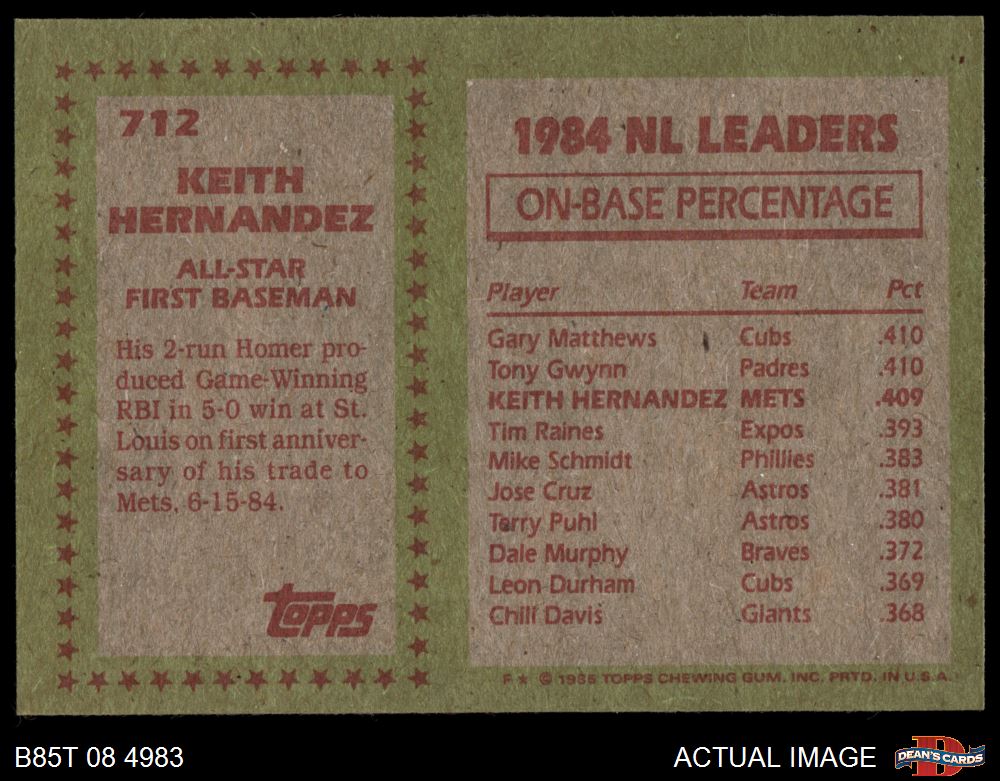 712
KEITH
HERNANDEZ
ALL-STAR
FIRST BASEMAN
His 2-run Homer pro-
duced Game-Winning
RBI in 5-0 win at St.
Louis on first anniver-
sary of his trade to
Mets, 6-15-84.
topps
1984 NL LEADERS
ON-BASE PERCENTAGE
Player Team Pct
Gary Matthews Cubs .410
Tony Gwynn Padres .410
KEITH HERNANDEZ METS .409
Tim Raines Expos .393
Mike Schmidt Phillies .383
Jose Cruz Astros .381
Terry Puhl Astros .380
Dale Murphy Braves .372
Leon Durham Cubs .369
Chili Davis Giants .368
F ★ © 1985 TOPPS CHEWING GUM, INC. PRTD. IN U.S.A.
B85T 08 4983
ACTUAL IMAGE
D
DEAN'S CARDS